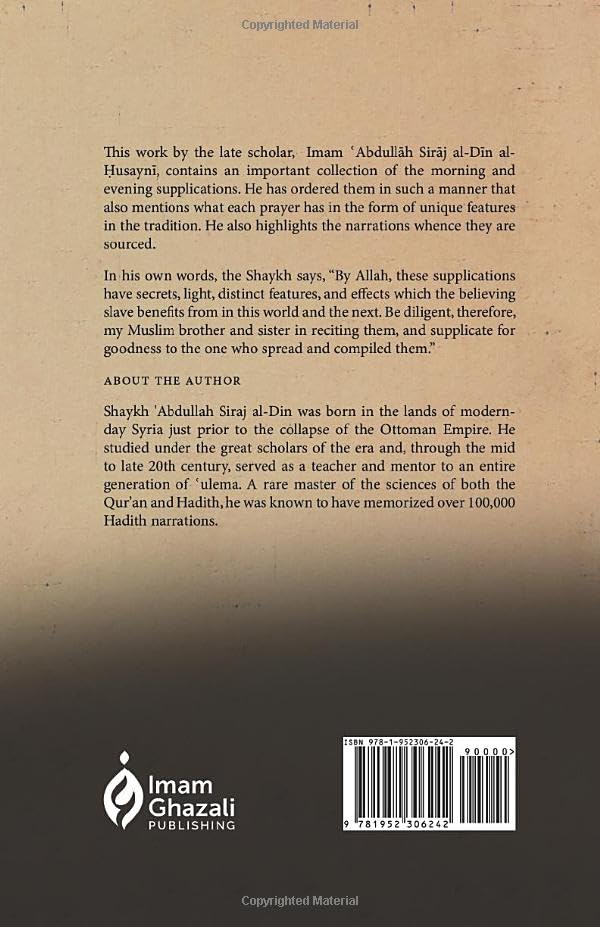 Copyrighted Material
This work by the late scholar, Imam ʿAbdullāh Sirāj al-Dīn al-
Ḥusaynī, contains an important collection of the morning and
evening supplications. He has ordered them in such a manner that
also mentions what each prayer has in the form of unique features
in the tradition. He also highlights the narrations whence they are
sourced.
In his own words, the Shaykh says, “By Allah, these supplications
have secrets, light, distinct features, and effects which the believing
slave benefits from in this world and the next. Be diligent, therefore,
my Muslim brother and sister in reciting them, and supplicate for
goodness to the one who spread and compiled them.”
ABOUT THE AUTHOR
Shaykh 'Abdullah Siraj al-Din was born in the lands of modern-
day Syria just prior to the collapse of the Ottoman Empire. He
studied under the great scholars of the era and, through the mid
to late 20th century, served as a teacher and mentor to an entire
generation of ʿulema. A rare master of the sciences of both the
Qur'an and Hadith, he was known to have memorized over 100,000
Hadith narrations.
Imam
Ghazali
PUBLISHING
ISBN 978-1-952306-24-2
90000>
9 781952 306242
Copyrighted Material